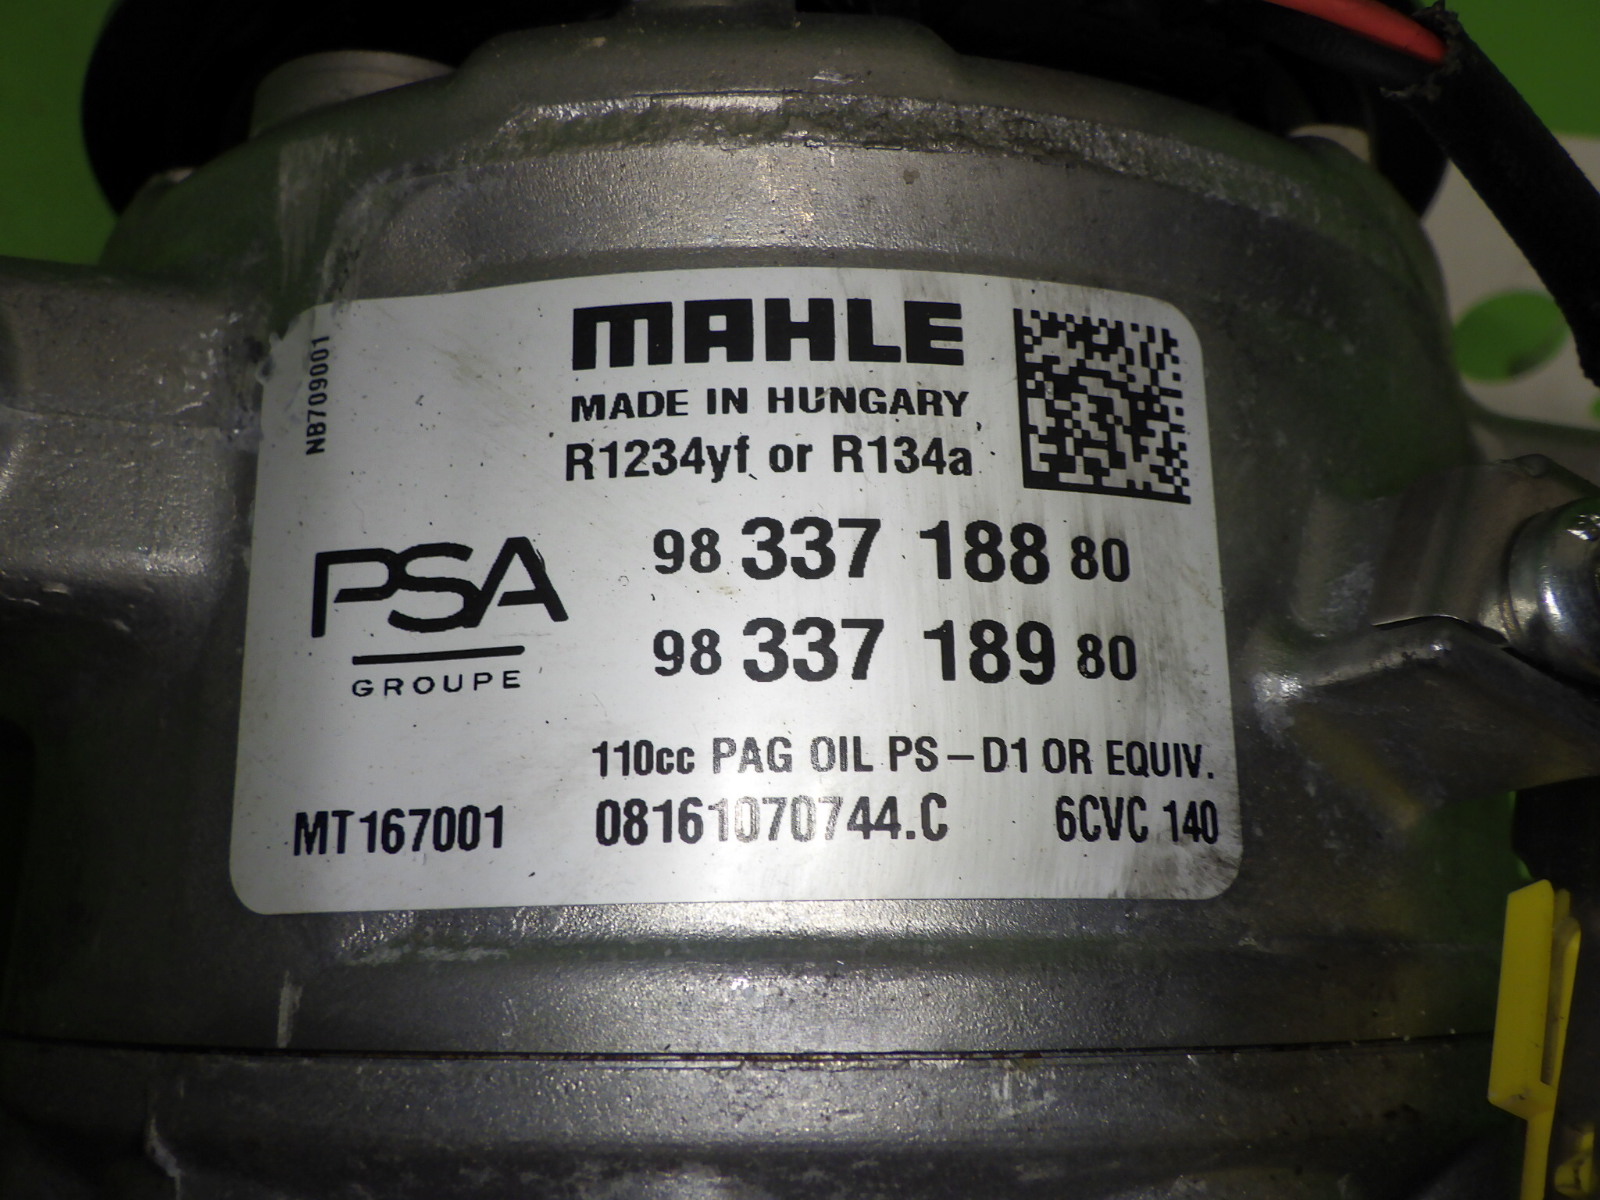 NB709001
MAHLE
MADE IN HUNGARY
R1234yf or R134a
98 337 188 80
PSA
GROUPE
98 337 189 80
110cc PAG OIL PS-D1 OR EQUIV.
MT167001 08161070744.C 6CVC 140